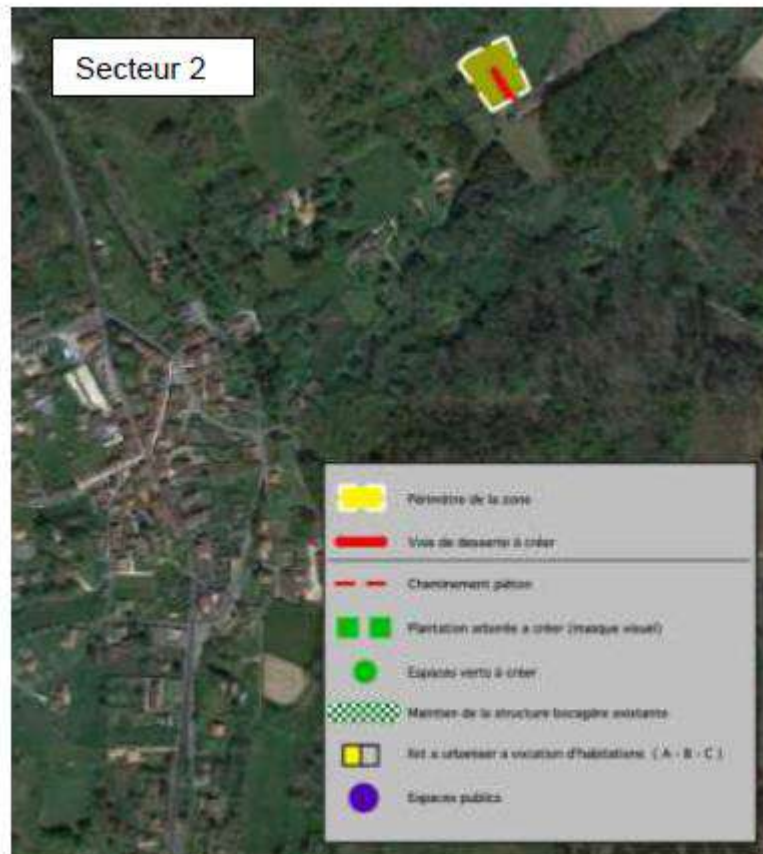 Secteur 2
Périmètre de la zone
Voie de desserte à créer
Cheminement piéton
Plantation arborée a créer (masque visuel)
Espaces verts à créer
Maintien de la structure bocagère existante
Ilot a urbaniser a vocation d'habitations ( A - B - C )
Espaces publics